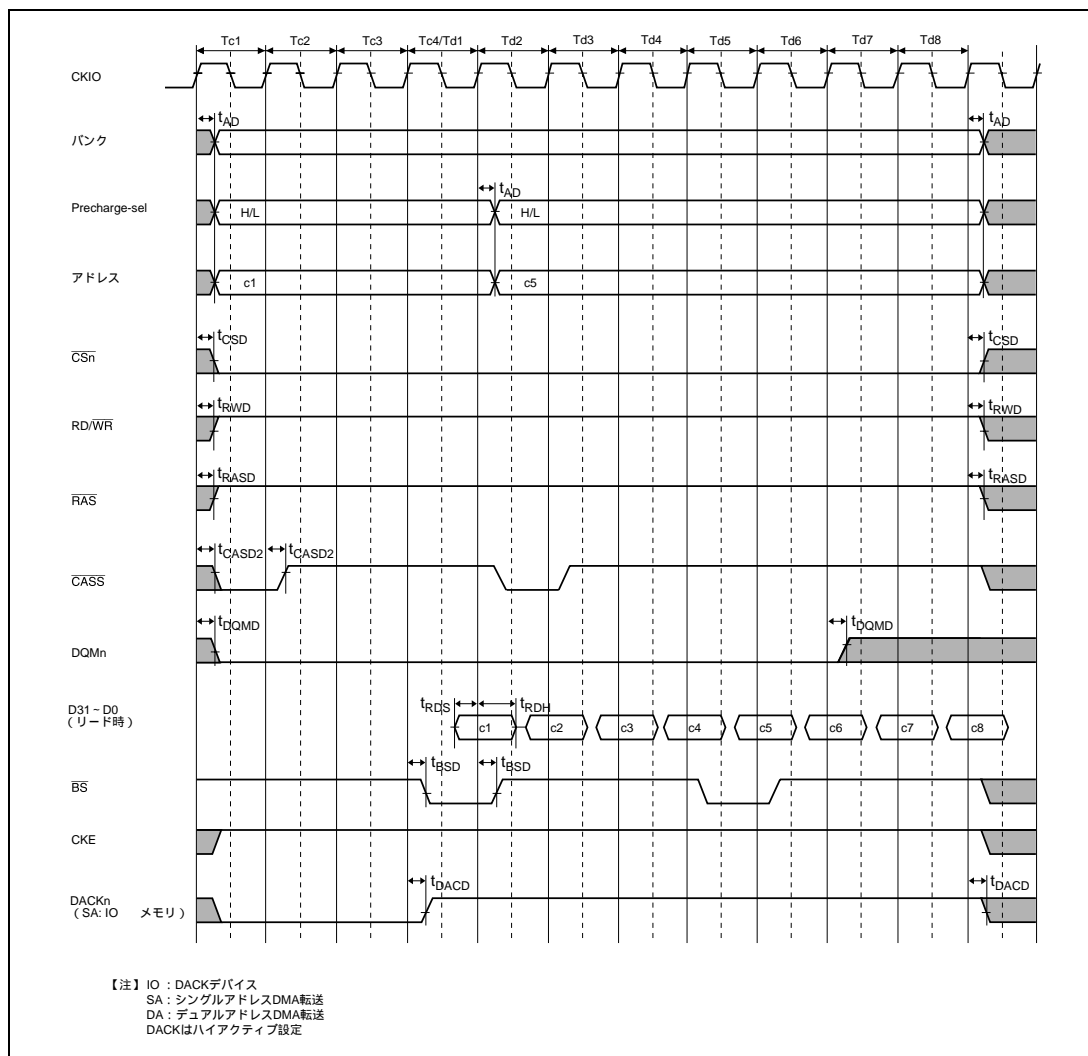 Tc1 Tc2 Tc3 Tc4/Td1 Td2 Td3 Td4 Td5 Td6 Td7 Td8
CKIO
tAD tAD
バンク
tAD
Precharge-sel H/L H/L
アドレス c1 c5
tCSD tCSD
CSn
tRWD tRWD
RD/WR
tRASD tRASD
RAS
tCASD2 tCASD2
CASS
tDQMD tDQMD
DQMn
D31~D0
(リード時)
tRDS tRDH
c1 c2 c3 c4 c5 c6 c7 c8
tBSD tBSD
BS
CKE
tDACD tDACD
DACKn
(SA: IO メモリ)
【注】IO : DACKデバイス
SA : シングルアドレスDMA転送
DA : デュアルアドレスDMA転送
DACKはハイアクティブ設定